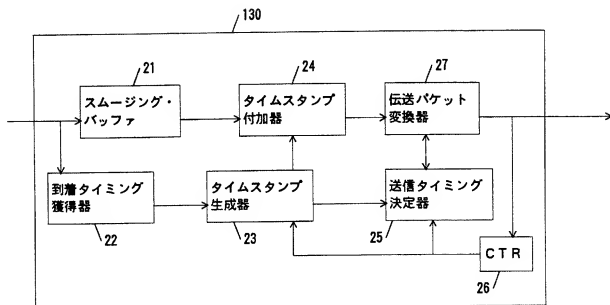 130
21
24
27
スムージング・
バッファ
タイムスタンプ
付加器
伝送パケット
変換器
到着タイミング
獲得器
タイムスタンプ
生成器
送信タイミング
決定器
22
23
25
CTR
26